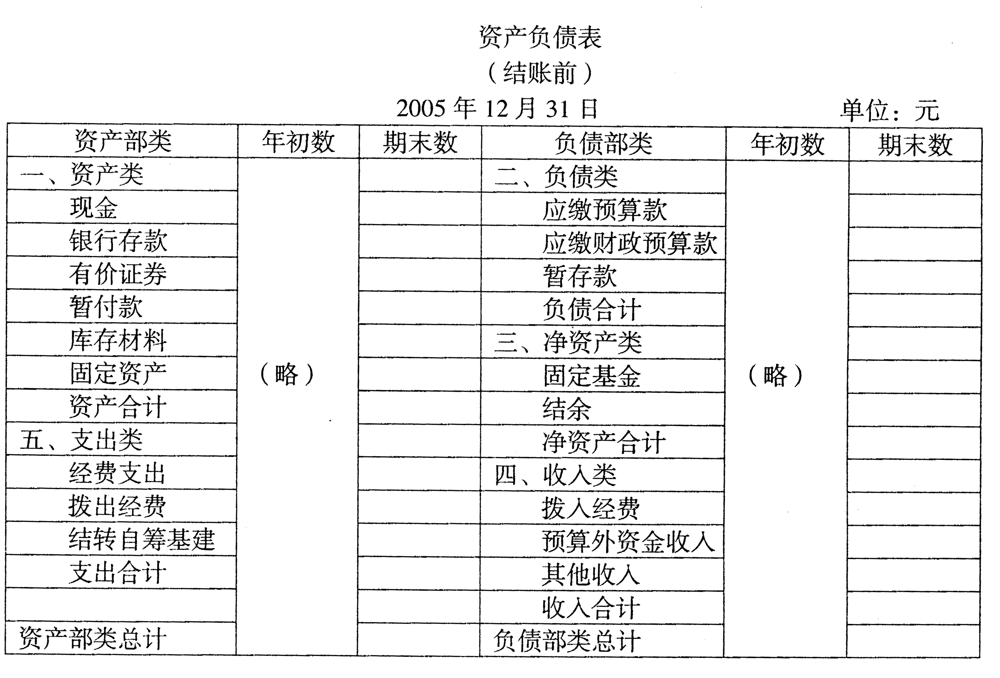 资产负债表
（结账前）
2005 年 12 月 31 日 单位：元
资产部类 年初数 期末数 负债部类 年初数 期末数
一、资产类 二、负债类
现金 应缴预算款
银行存款 应缴财政预算款
有价证券 暂存款
暂付款 负债合计
库存材料 三、净资产类
固定资产 （略） 固定基金 （略）
资产合计 结余
五、支出类 净资产合计
经费支出 四、收入类
拨出经费 拨入经费
结转自筹基建 预算外资金收入
支出合计 其他收入
收入合计
资产部类总计 负债部类总计